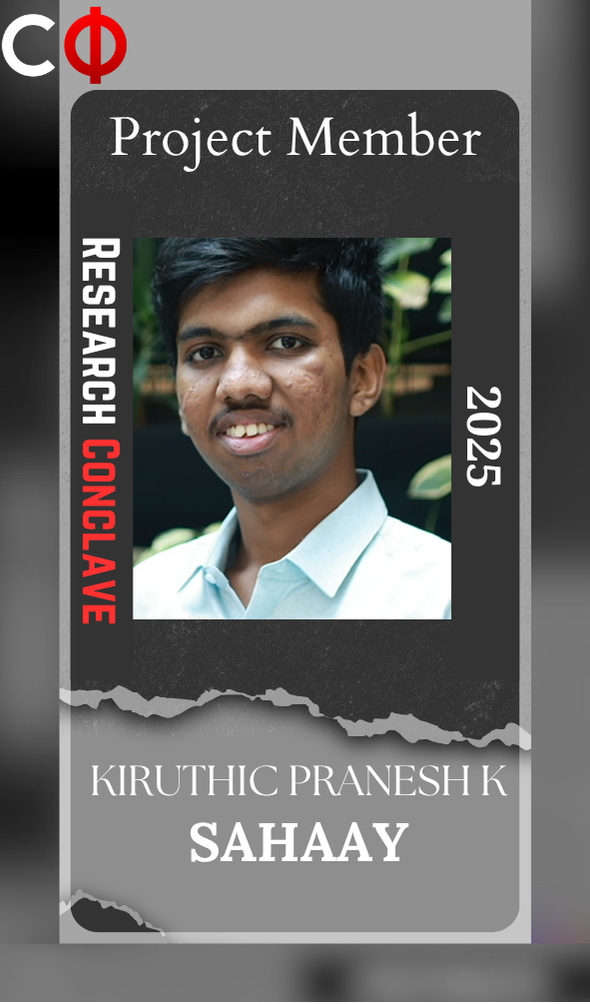 CΦ
Project Member
RESEARCH CONCLAVE
2025
KIRUTHIC PRANESH K
SAHAAY